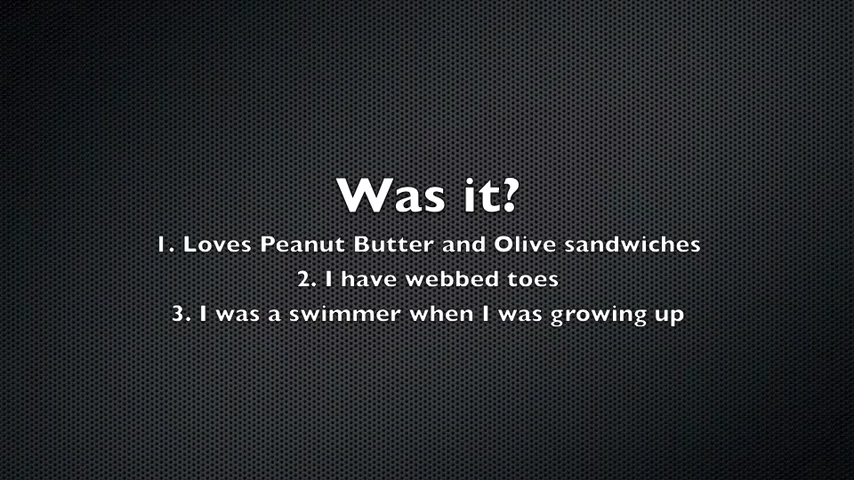 Was it?
1. Loves Peanut Butter and Olive sandwiches
2. I have webbed toes
3. I was a swimmer when I was growing up